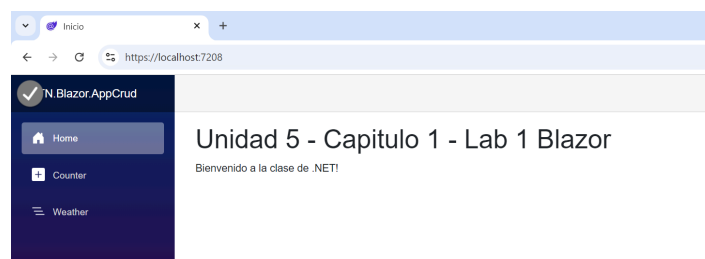 Inicio
https://localhost:7208
N.Blazor.AppCrud
Home
Unidad 5 - Capitulo 1 - Lab 1 Blazor
Bienvenido a la clase de .NET!
Counter
Weather